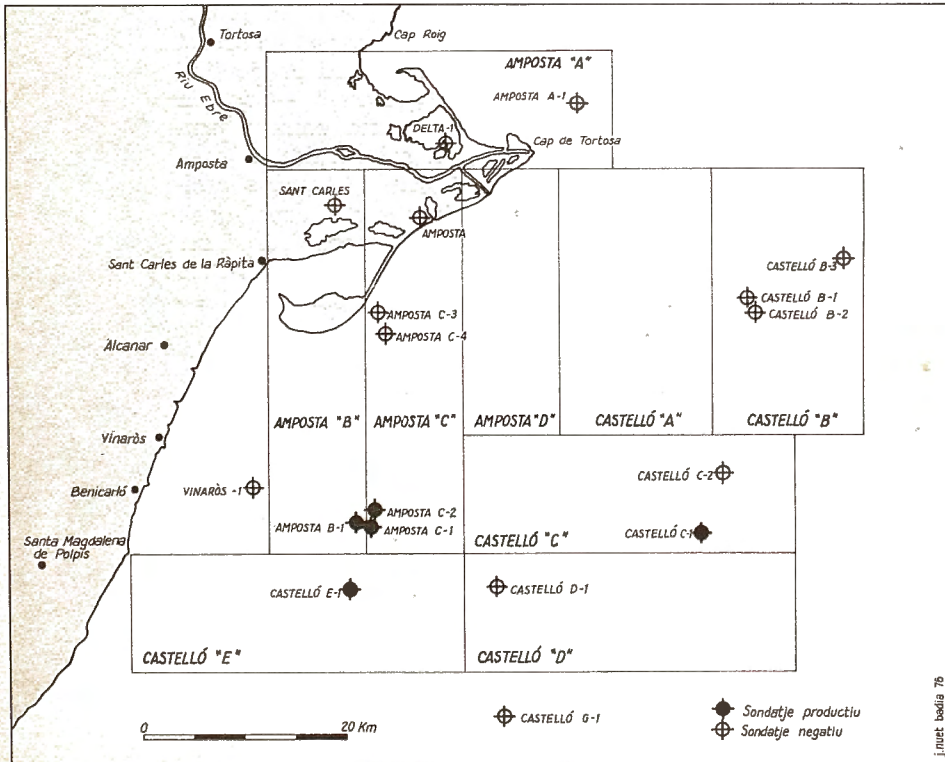 Tortosa
Cap Roig
Riu Ebre
AMPOSTA "A"
AMPOSTA A-1
DELTA-1
Cap de Tortosa
Amposta
SANT CARLES
AMPOSTA
Sant Carles de la Ràpita
CASTELLÓ B-3
CASTELLÓ B-1
CASTELLÓ B-2
AMPOSTA C-3
AMPOSTA C-4
Alcanar
AMPOSTA "B"
AMPOSTA "C"
AMPOSTA "D"
CASTELLÓ "A"
CASTELLÓ "B"
Vinaròs
Benicarló
VINARÒS -1
CASTELLÓ C-2
AMPOSTA C-2
AMPOSTA B-1
AMPOSTA C-1
CASTELLÓ C-1
CASTELLÓ "C"
Santa Magdalena
de Polpís
CASTELLÓ E-1
CASTELLÓ D-1
CASTELLÓ "E"
CASTELLÓ "D"
0
20 Km
CASTELLÓ G-1
Sondatje productiu
Sondatje negatiu
j.nuet badia 76